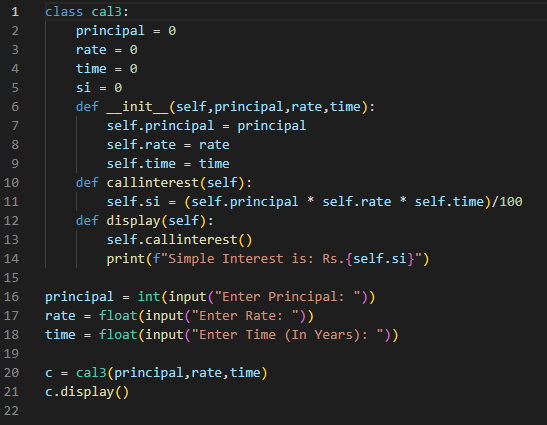 1 class cal3:
2     principal = 0
3     rate = 0
4     time = 0
5     si = 0
6     def __init__(self,principal,rate,time):
7         self.principal = principal
8         self.rate = rate
9         self.time = time
10     def callinterest(self):
11         self.si = (self.principal * self.rate * self.time)/100
12     def display(self):
13         self.callinterest()
14         print(f"Simple Interest is: Rs.{self.si}")
15
16 principal = int(input("Enter Principal: "))
17 rate = float(input("Enter Rate: "))
18 time = float(input("Enter Time (In Years): "))
19
20 c = cal3(principal,rate,time)
21 c.display()
22